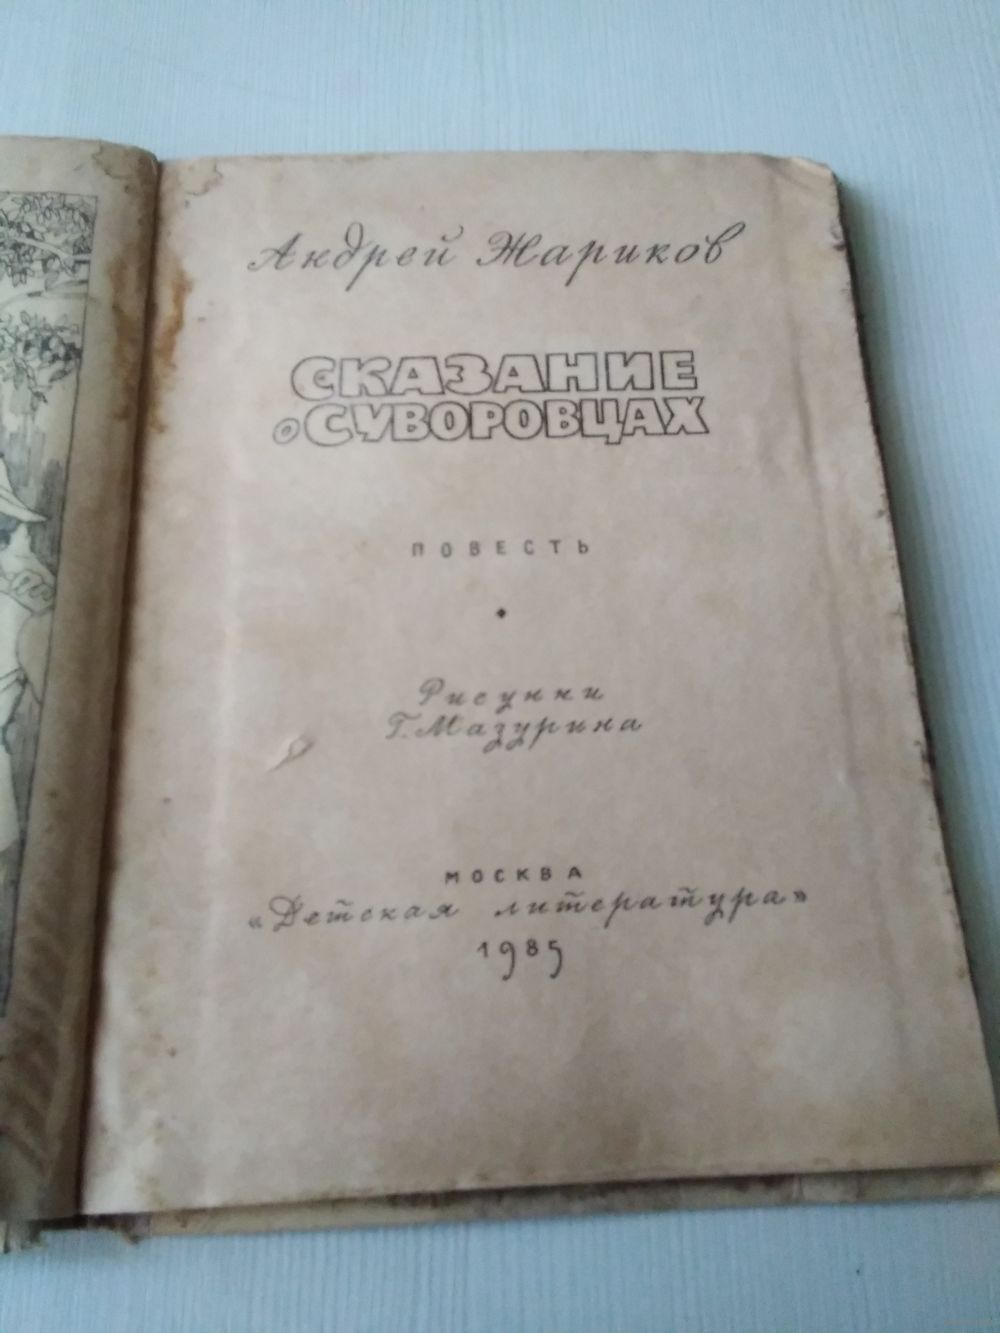 Андрей Жариков
СКАЗАНИЕ
о СУВОРОВЦАХ
ПОВЕСТЬ
Рисунки
Г. Мазурина
МОСКВА
«Детская литература»
1985